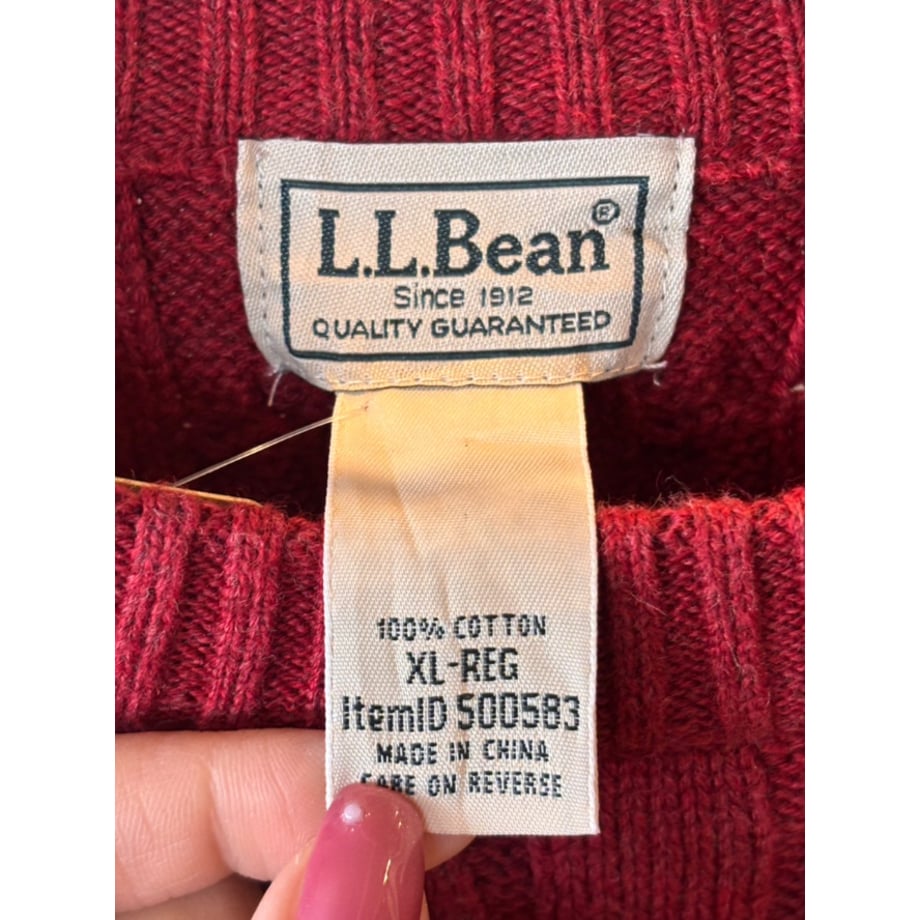 L.L.Bean®
Since 1912
QUALITY GUARANTEED
100% COTTON
XL-REG
ItemID 500583
MADE IN CHINA
CARE ON REVERSE